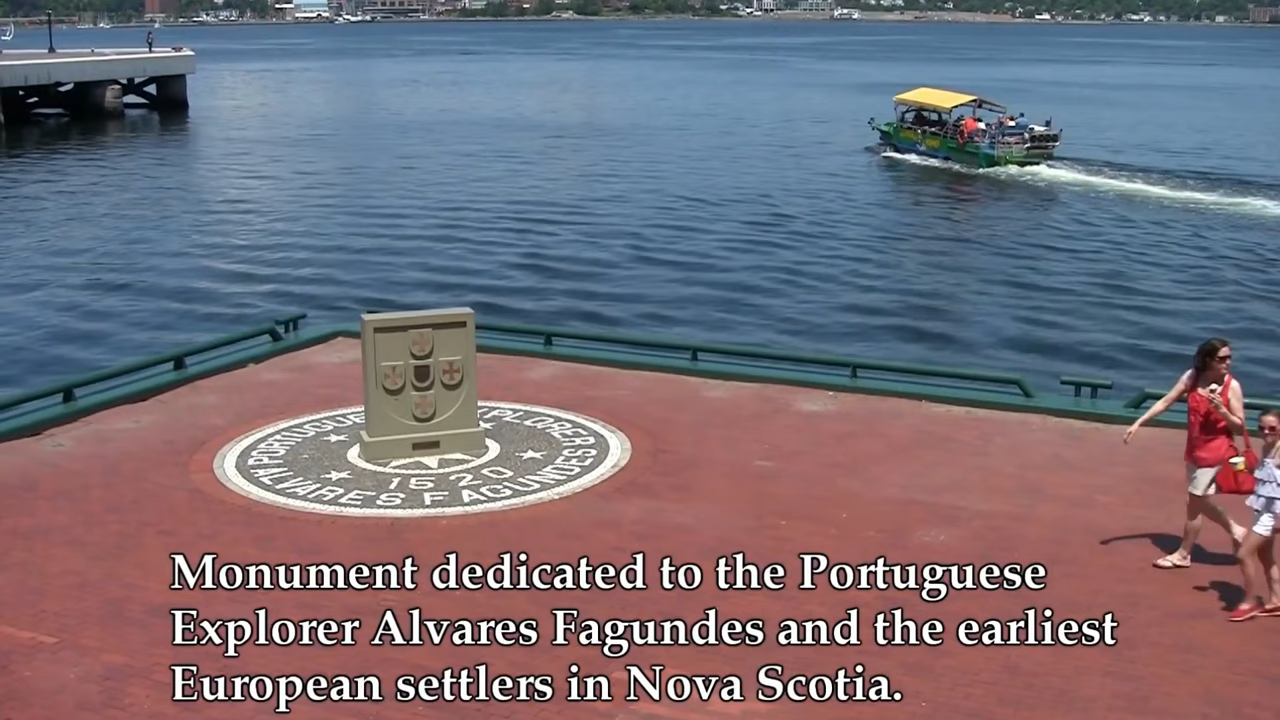 PORTUGUE EXPLORER
ALVARES FAGUNDES
1520
Monument dedicated to the Portuguese
Explorer Alvares Fagundes and the earliest
European settlers in Nova Scotia.